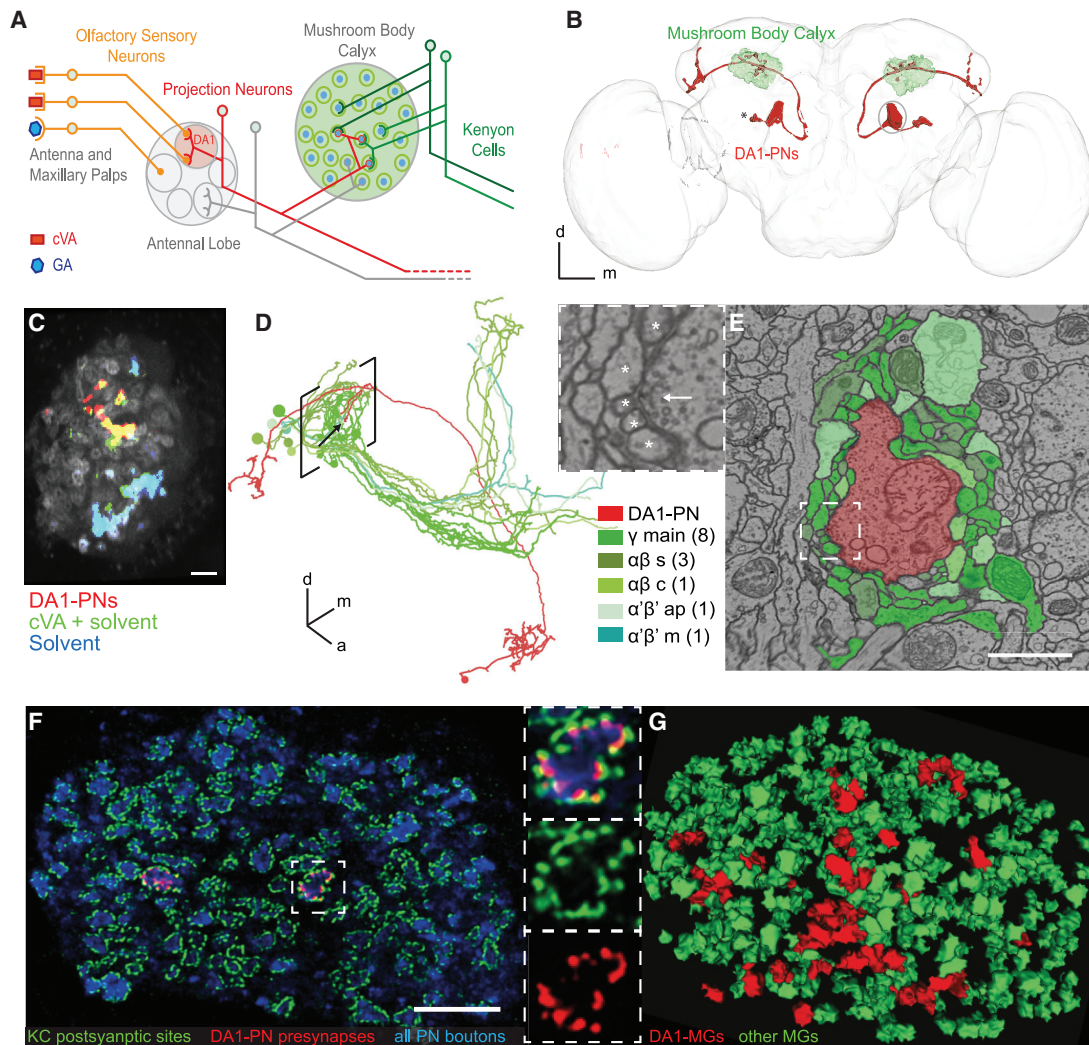 A
Olfactory Sensory
Neurons
Mushroom Body
Calyx
Projection Neurons
DA1
Kenyon
Cells
Antenna and
Maxillary Palps
cVA
GA
Antennal Lobe
B
Mushroom Body Calyx
*
DA1-PNs
d
m
C
DA1-PNs
cVA + solvent
Solvent
D
d
m
a
*
*
*
*
*
DA1-PN
γ main (8)
αβ s (3)
αβ c (1)
α'β' ap (1)
α'β' m (1)
E
F
KC postsyanptic sites DA1-PN presynapses all PN boutons
G
DA1-MGs other MGs